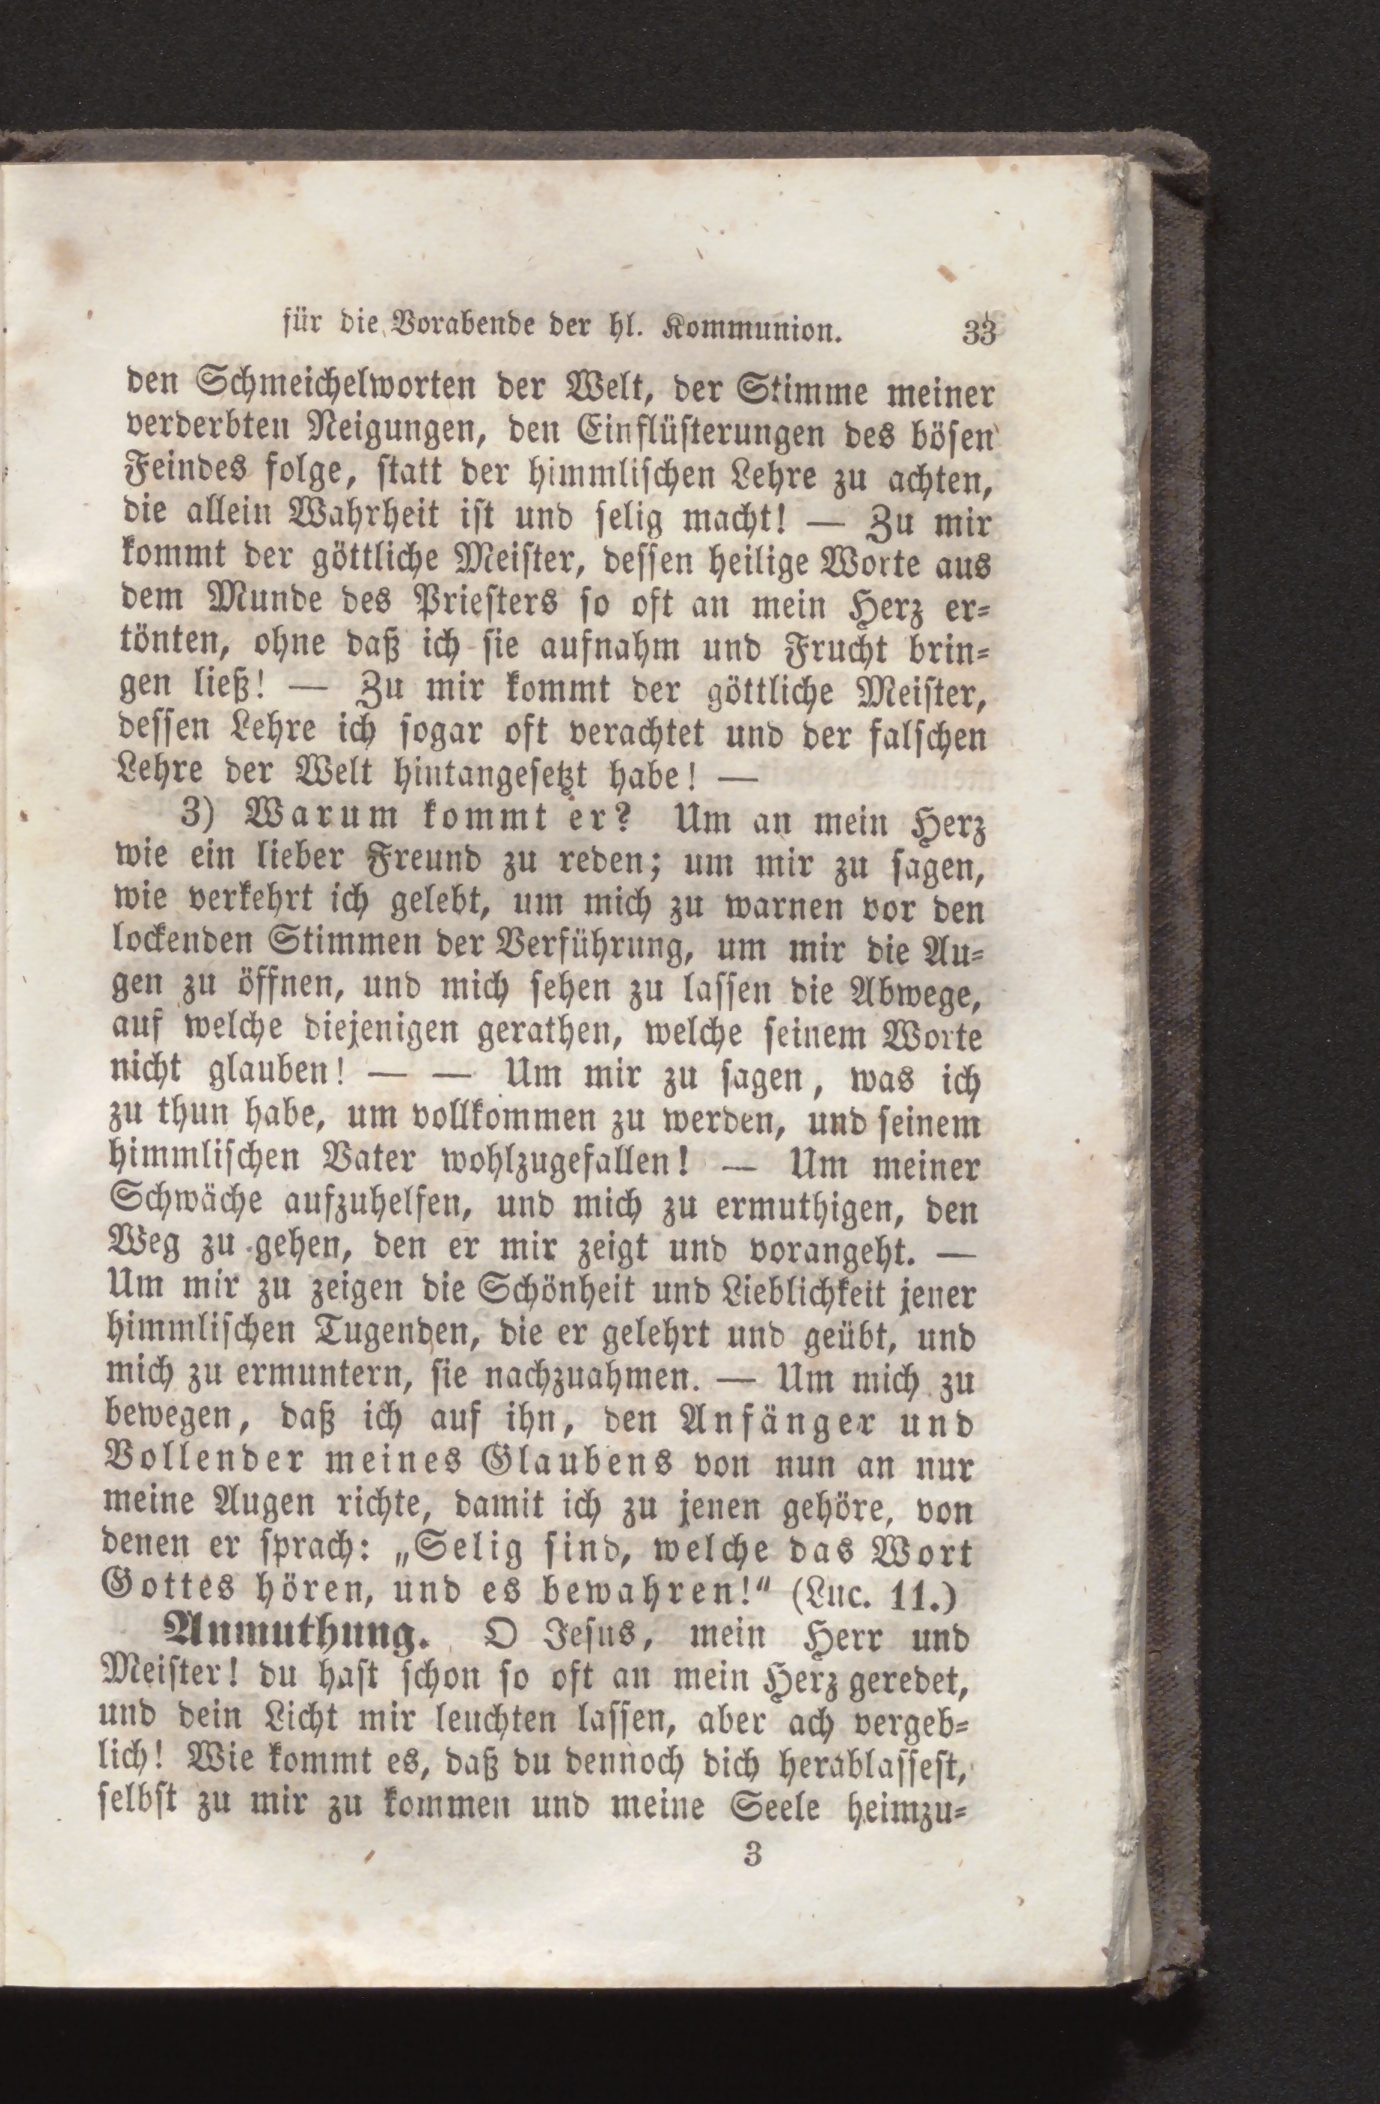 für die Vorabende der hl. Kommunion. 33
den Schmeichelworten der Welt, der Stimme meiner
verderbten Neigungen, den Einflüsterungen des bösen
Feindes folge, statt der himmlischen Lehre zu achten,
die allein Wahrheit ist und selig macht! — Zu mir
kommt der göttliche Meister, dessen heilige Worte aus
dem Munde des Priesters so oft an mein Herz er-
tönten, ohne daß ich sie aufnahm und Frucht brin-
gen ließ! — Zu mir kommt der göttliche Meister,
dessen Lehre ich sogar oft verachtet und der falschen
Lehre der Welt hintangesetzt habe! —
3) Warum kommt er? Um an mein Herz
wie ein lieber Freund zu reden; um mir zu sagen,
wie verkehrt ich gelebt, um mich zu warnen vor den
lockenden Stimmen der Verführung, um mir die Au-
gen zu öffnen, und mich sehen zu lassen die Abwege,
auf welche diejenigen gerathen, welche seinem Worte
nicht glauben! — — Um mir zu sagen, was ich
zu thun habe, um vollkommen zu werden, und seinem
himmlischen Vater wohlzugefallen! — Um meiner
Schwäche aufzuhelfen, und mich zu ermuthigen, den
Weg zu gehen, den er mir zeigt und vorangeht. —
Um mir zu zeigen die Schönheit und Lieblichkeit jener
himmlischen Tugenden, die er gelehrt und geübt, und
mich zu ermuntern, sie nachzuahmen. — Um mich zu
bewegen, daß ich auf ihn, den Anfänger und
Vollender meines Glaubens von nun an nur
meine Augen richte, damit ich zu jenen gehöre, von
denen er sprach: „Selig sind, welche das Wort
Gottes hören, und es bewahren!“ (Luc. 11.)
Anmuthung. O Jesus, mein Herr und
Meister! du hast schon so oft an mein Herz geredet,
und dein Licht mir leuchten lassen, aber ach vergeb-
lich! Wie kommt es, daß du dennoch dich herablassest,
selbst zu mir zu kommen und meine Seele heimzu-
3